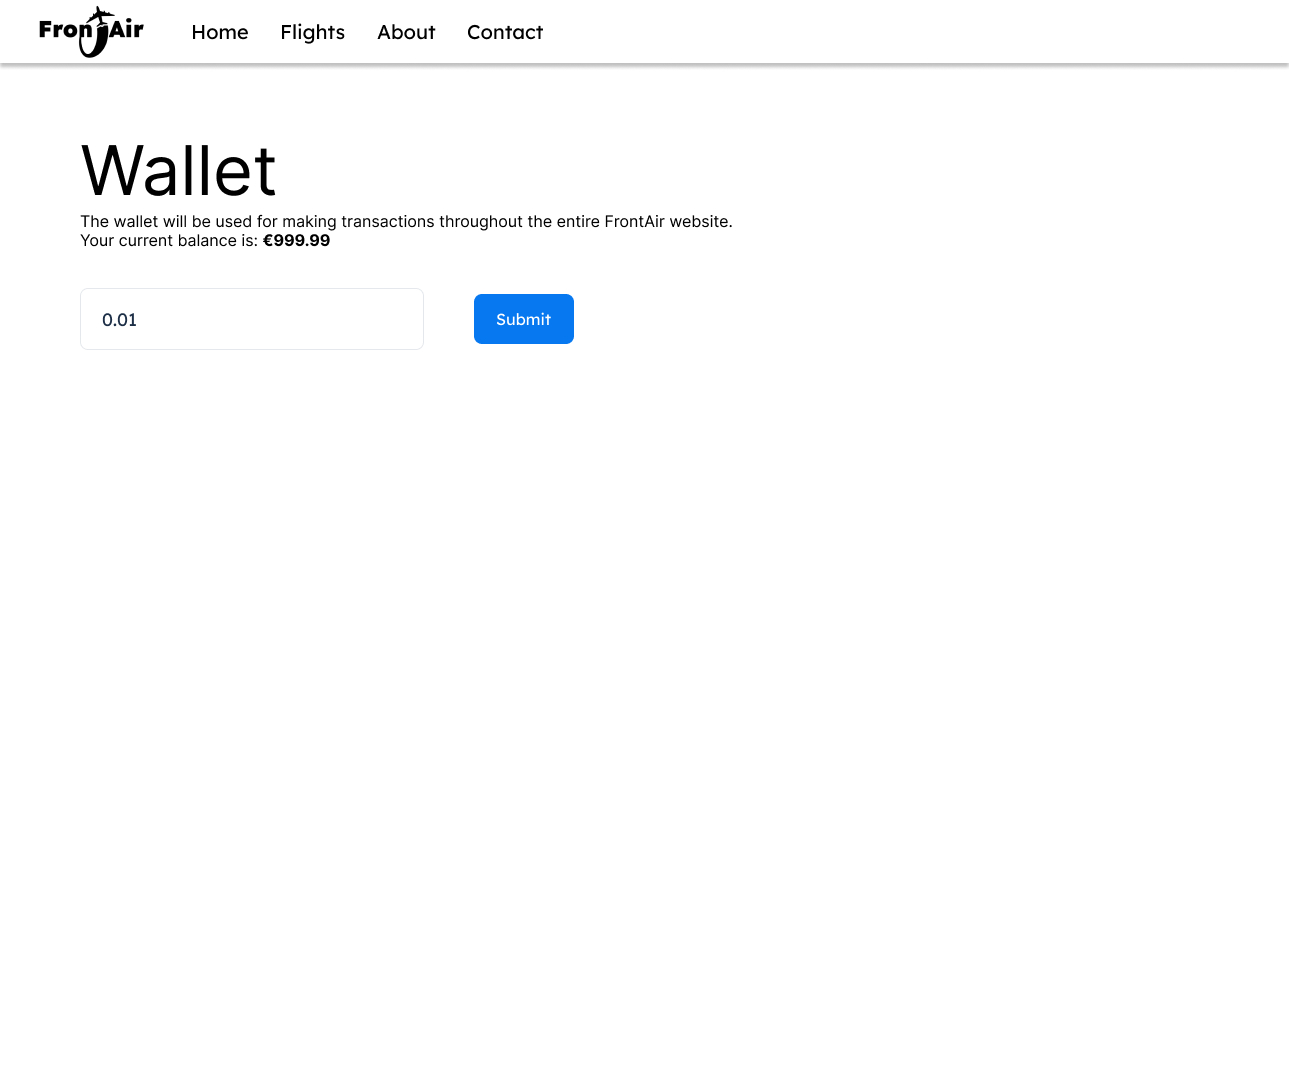 FrontAir Home Flights About Contact
Wallet
The wallet will be used for making transactions throughout the entire FrontAir website.
Your current balance is: €999.99
0.01 Submit